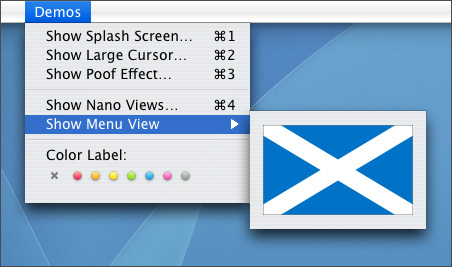 Demos
Show Splash Screen... ⌘1
Show Large Cursor... ⌘2
Show Poof Effect... ⌘3
Show Nano Views... ⌘4
Show Menu View
Color Label: